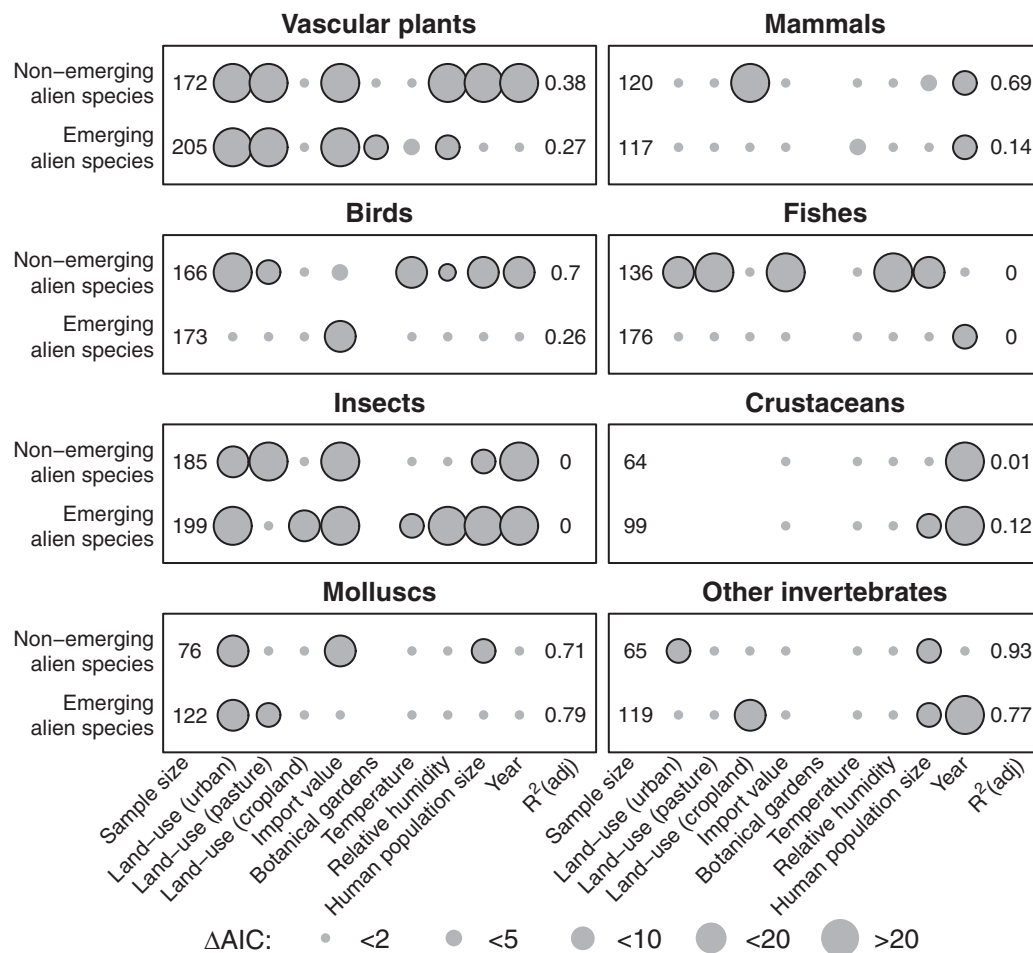 Vascular plants
Mammals
Non−emerging
alien species
172
0.38
120
0.69
Emerging
alien species
205
0.27
117
0.14
Birds
Fishes
Non−emerging
alien species
166
0.7
136
0
Emerging
alien species
173
0.26
176
0
Insects
Crustaceans
Non−emerging
alien species
185
0
64
0.01
Emerging
alien species
199
0
99
0.12
Molluscs
Other invertebrates
Non−emerging
alien species
76
0.71
65
0.93
Emerging
alien species
122
0.79
119
0.77
Sample size
Land−use (urban)
Land−use (pasture)
Land−use (cropland)
Import value
Botanical gardens
Temperature
Relative humidity
Human population size
Year
R²(adj)
Sample size
Land−use (urban)
Land−use (pasture)
Land−use (cropland)
Import value
Botanical gardens
Temperature
Relative humidity
Human population size
Year
R²(adj)
ΔAIC: <2 <5 <10 <20 >20